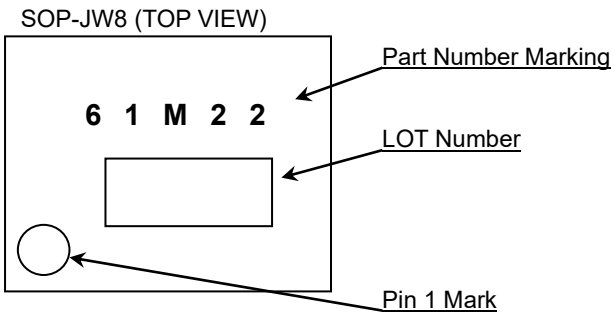 SOP-JW8 (TOP VIEW)
Part Number Marking
6 1 M 2 2
LOT Number
Pin 1 Mark